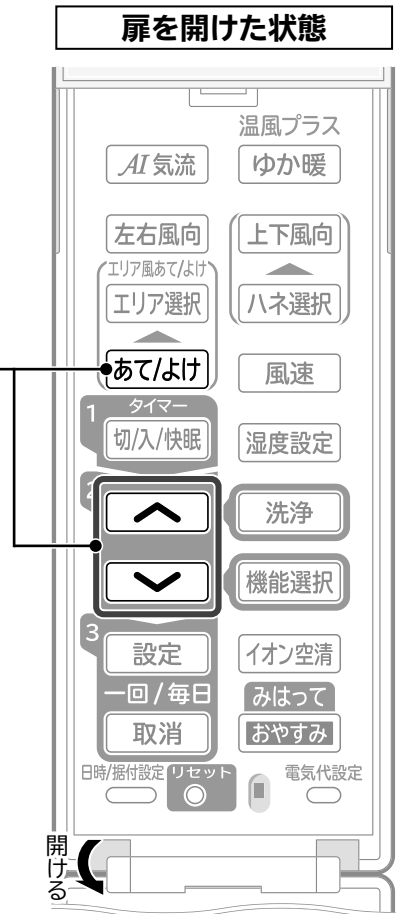 扉を開けた状態
温風プラス
AI 気流
ゆか暖
左右風向
上下風向
エリア風あて/よけ
エリア選択
ハネ選択
あて/よけ
風速
1
タイマー
切/入/快眠
湿度設定
2
洗浄
機能選択
3
設定
イオン空清
一回/毎日
みはって
取消
おやすみ
日時/据付設定
リセット
電気代設定
開ける